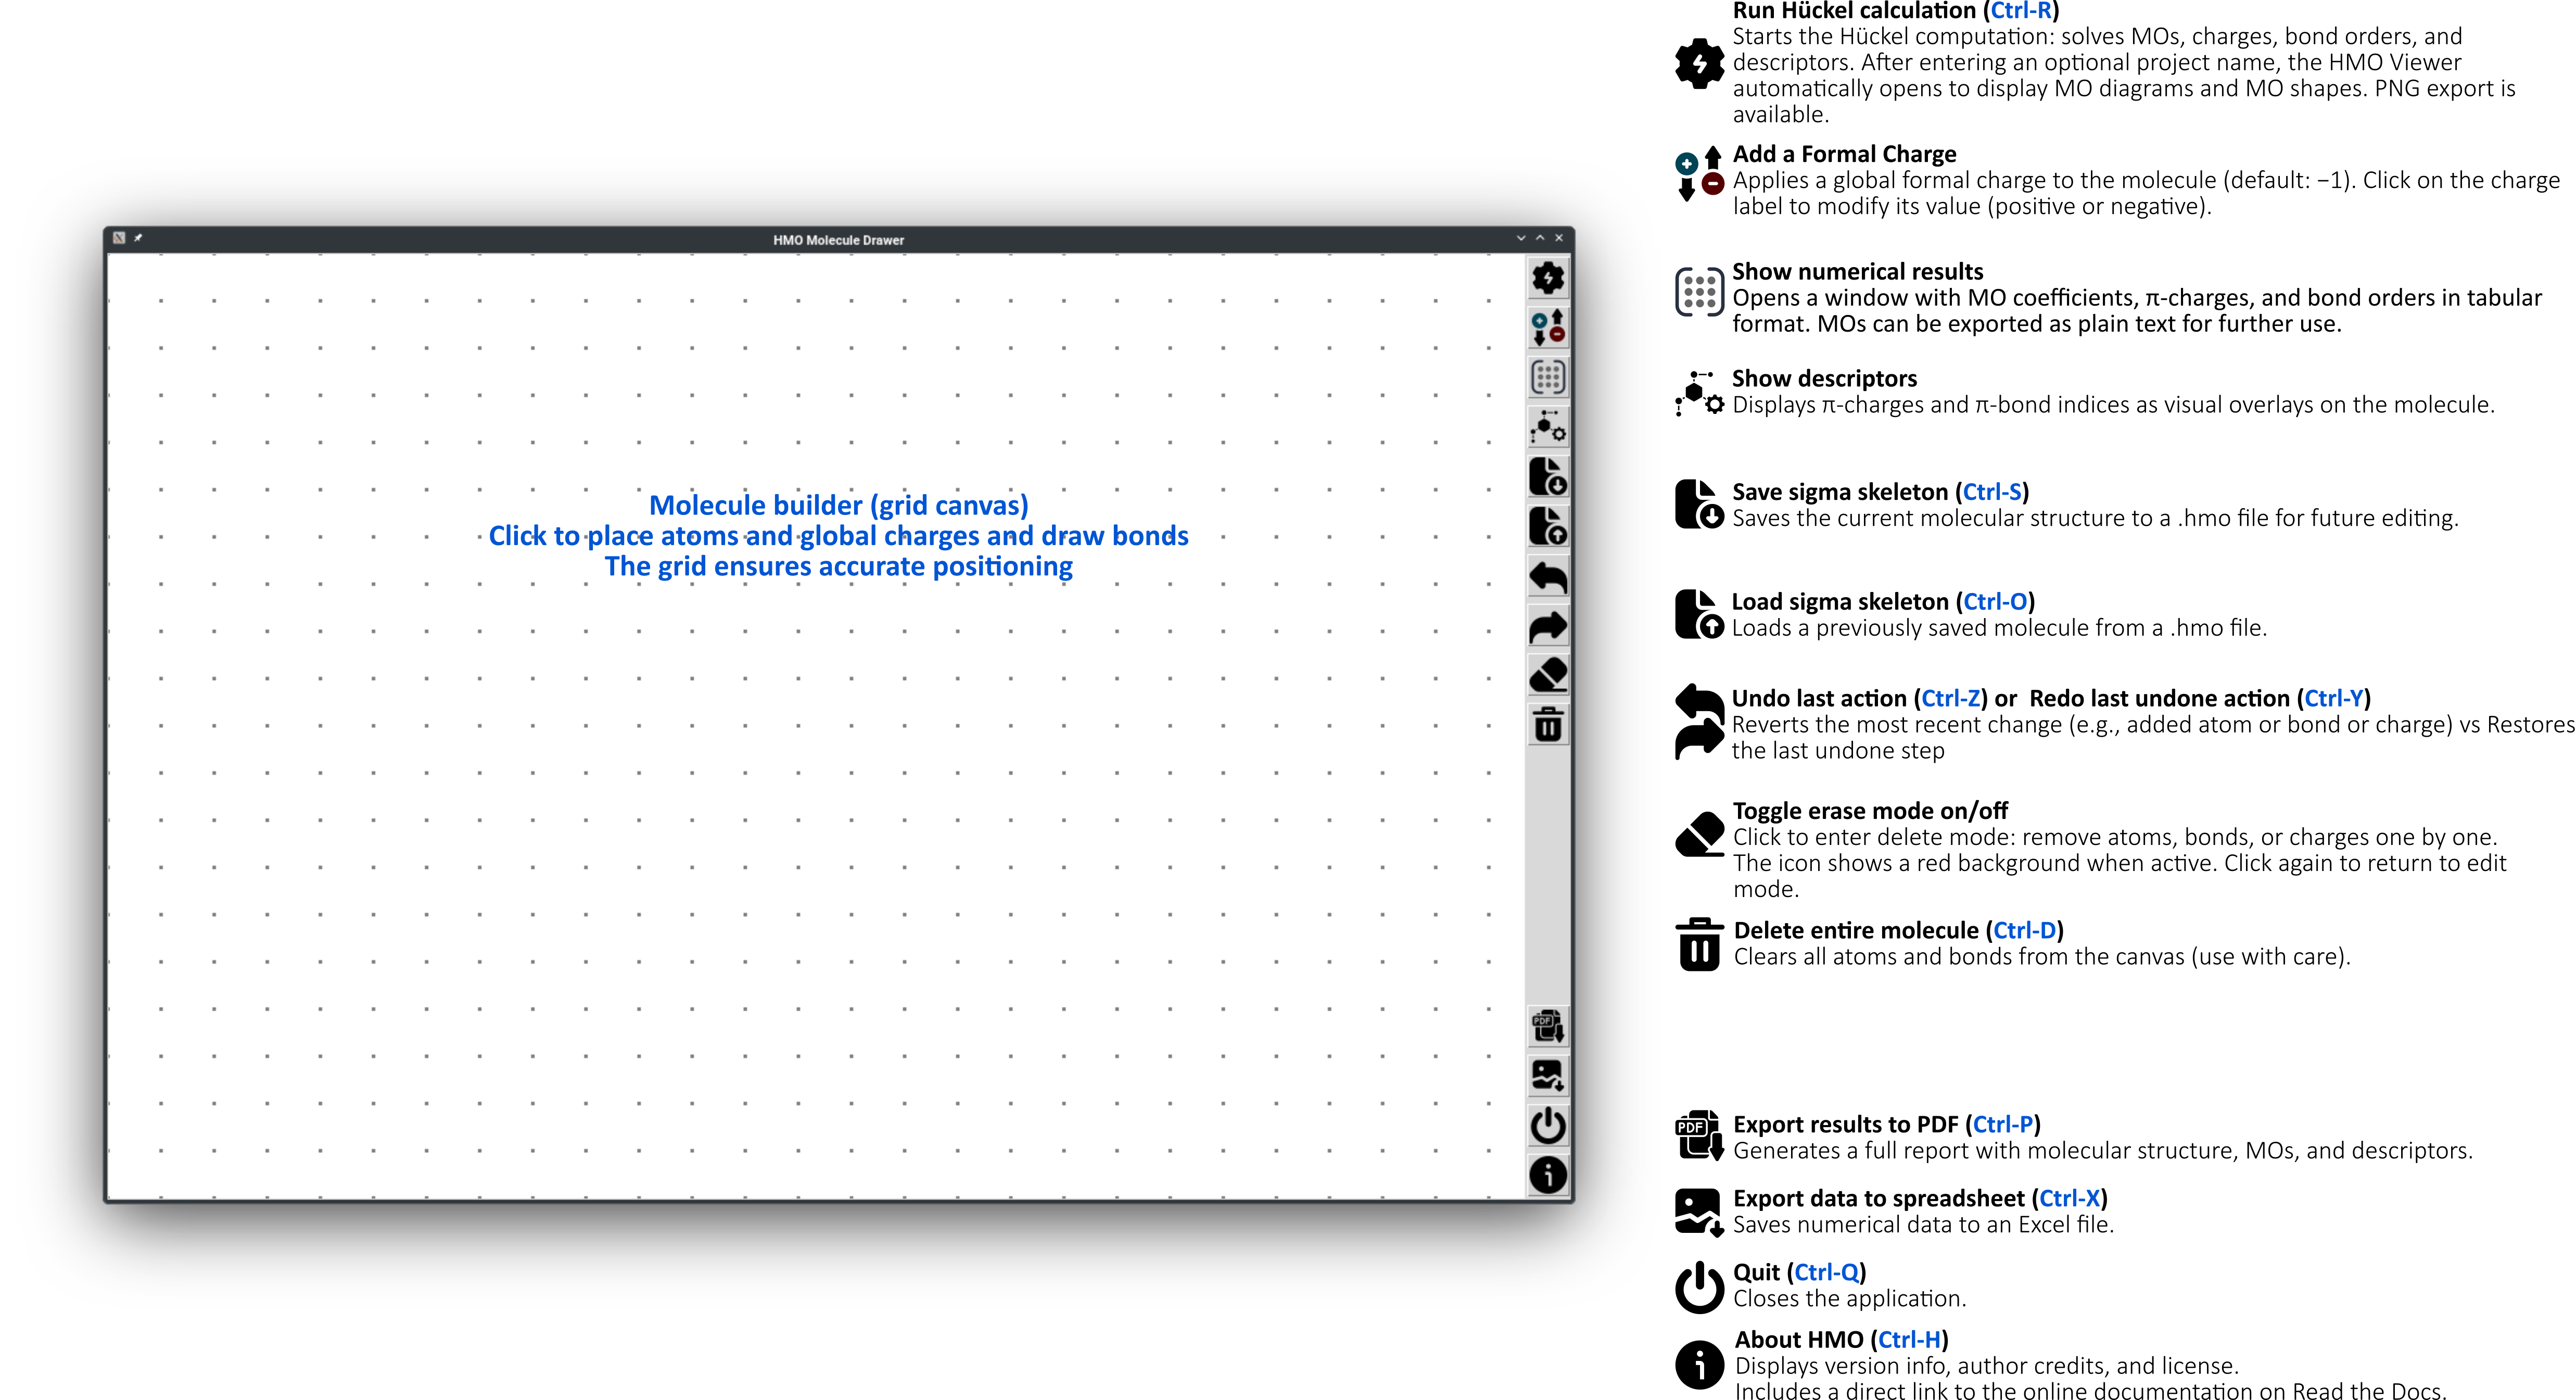 HMO Molecule Drawer
Molecule builder (grid canvas)
Click to place atoms and global charges and draw bonds
The grid ensures accurate positioning
PDF
Run Hückel calculation (Ctrl-R)
Starts the Hückel computation: solves MOs, charges, bond orders, and
descriptors. After entering an optional project name, the HMO Viewer
automatically opens to display MO diagrams and MO shapes. PNG export is
available.
Add a Formal Charge
Applies a global formal charge to the molecule (default: −1). Click on the charge
label to modify its value (positive or negative).
Show numerical results
Opens a window with MO coefficients, π-charges, and bond orders in tabular
format. MOs can be exported as plain text for further use.
Show descriptors
Displays π-charges and π-bond indices as visual overlays on the molecule.
Save sigma skeleton (Ctrl-S)
Saves the current molecular structure to a .hmo file for future editing.
Load sigma skeleton (Ctrl-O)
Loads a previously saved molecule from a .hmo file.
Undo last action (Ctrl-Z) or  Redo last undone action (Ctrl-Y)
Reverts the most recent change (e.g., added atom or bond or charge) vs Restores
the last undone step
Toggle erase mode on/off
Click to enter delete mode: remove atoms, bonds, or charges one by one.
The icon shows a red background when active. Click again to return to edit
mode.
Delete entire molecule (Ctrl-D)
Clears all atoms and bonds from the canvas (use with care).
PDF
Export results to PDF (Ctrl-P)
Generates a full report with molecular structure, MOs, and descriptors.
Export data to spreadsheet (Ctrl-X)
Saves numerical data to an Excel file.
Quit (Ctrl-Q)
Closes the application.
About HMO (Ctrl-H)
Displays version info, author credits, and license.
Includes a direct link to the online documentation on Read the Docs.